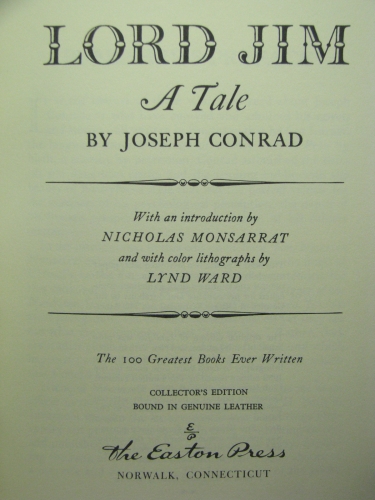 LORD JIM
A Tale
BY JOSEPH CONRAD
With an introduction by
NICHOLAS MONSARRAT
and with color lithographs by
LYND WARD
The 100 Greatest Books Ever Written
COLLECTOR'S EDITION
BOUND IN GENUINE LEATHER
E
P
The Easton Press
NORWALK, CONNECTICUT